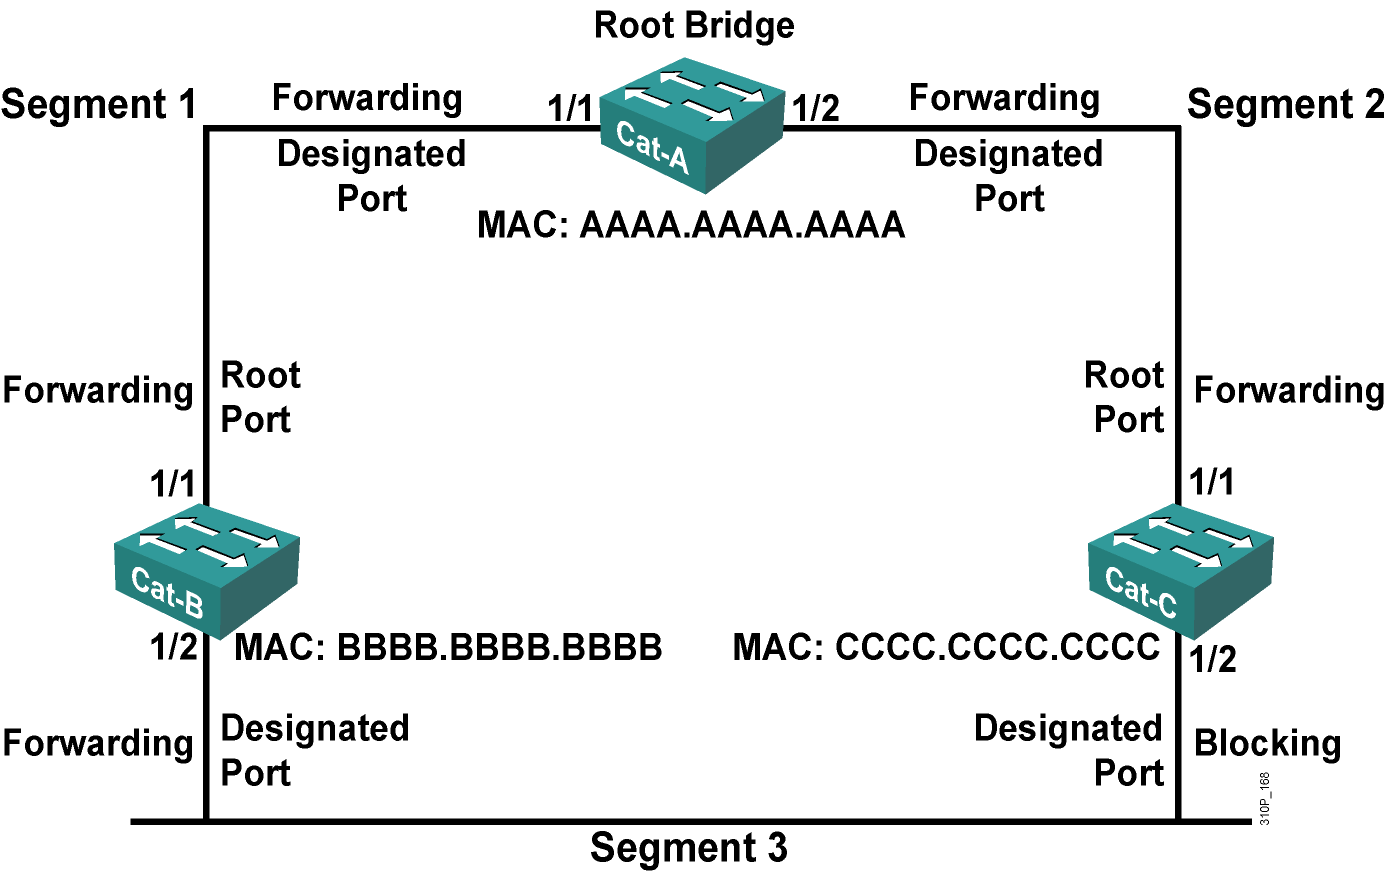 Root Bridge
Segment 1
Forwarding
1/1
1/2
Forwarding
Segment 2
Cat-A
Designated
Port
Designated
Port
MAC: AAAA.AAAA.AAAA
Forwarding
Root
Port
Root
Port
Forwarding
1/1
1/1
Cat-B
Cat-C
1/2
MAC: BBBB.BBBB.BBBB
MAC: CCCC.CCCC.CCCC
1/2
Forwarding
Designated
Port
Designated
Port
Blocking
310P_168
Segment 3